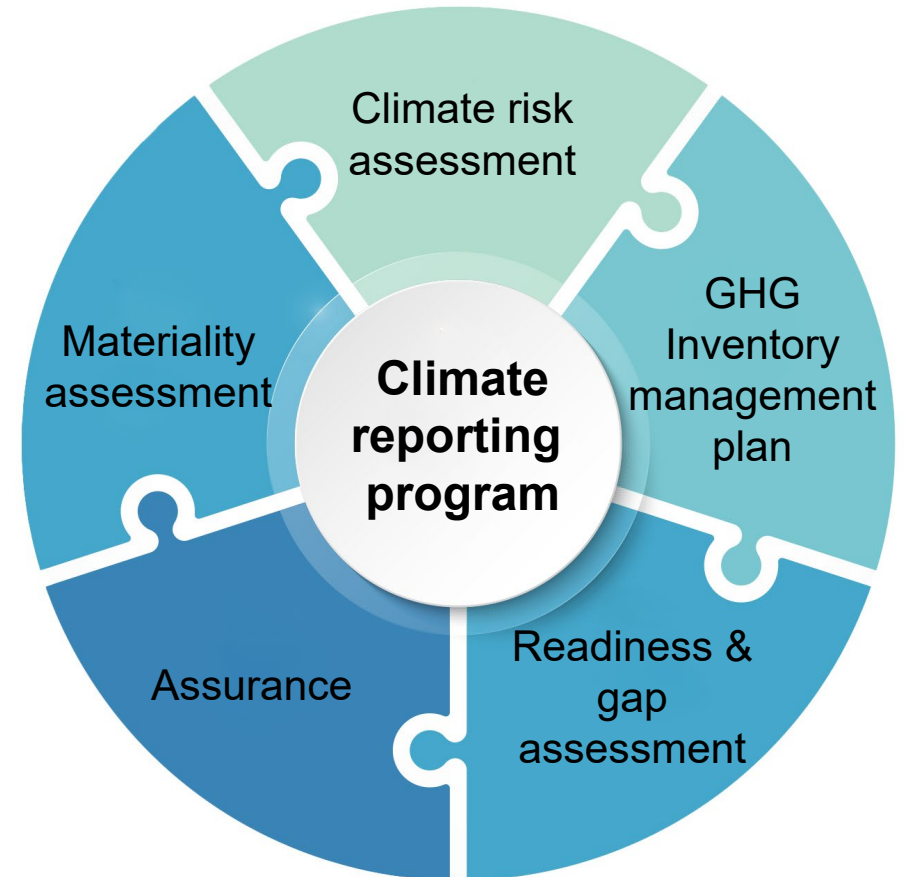 Climate risk
assessment
GHG
Inventory
management
plan
Readiness &
gap
assessment
Assurance
Materiality
assessment
Climate
reporting
program